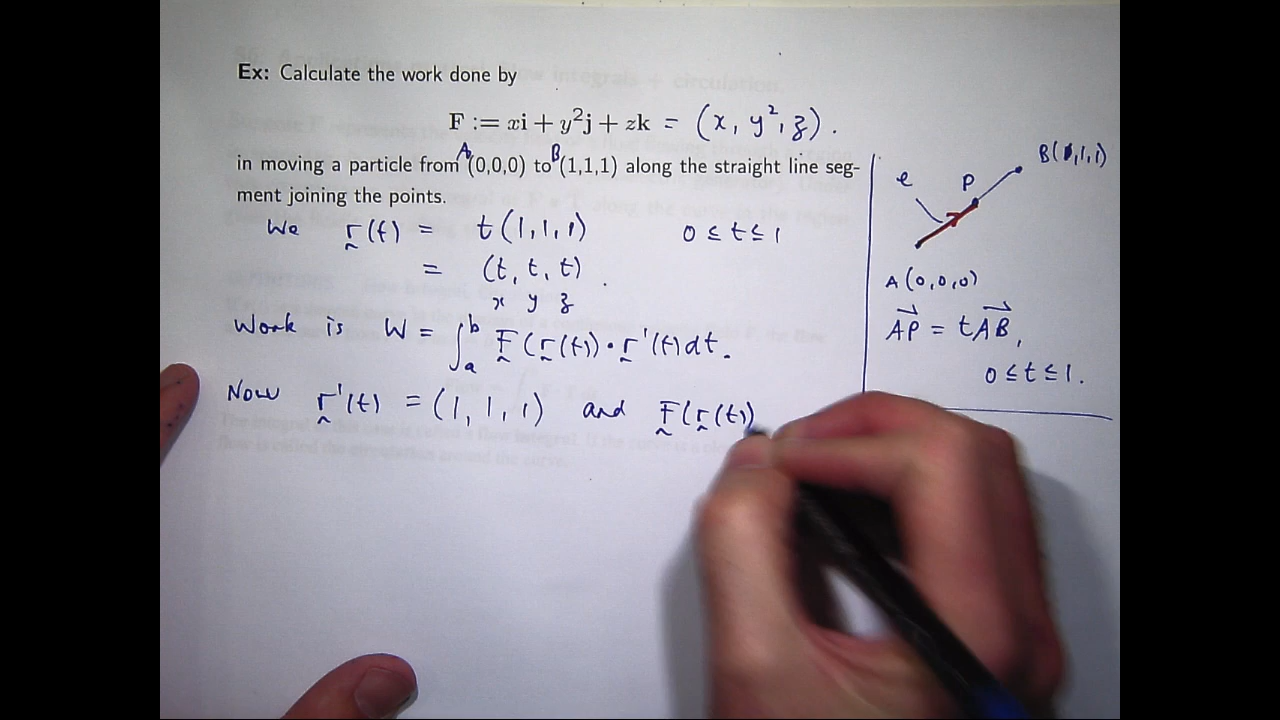 Ex: Calculate the work done by
F := xi + y²j + zk = (x, y², z).
in moving a particle from A(0,0,0) to B(1,1,1) along the straight line seg-
ment joining the points.
We r(t) = t(1,1,1) 0 ≤ t ≤ 1
= (t, t, t).
x y z
Work is W = ∫ₐᵇ F(r(t)) • r'(t) dt.
Now r'(t) = (1, 1, 1) and F(r(t))
B(1,1,1)
P
e
A(0,0,0)
AP = tAB,
0 ≤ t ≤ 1.